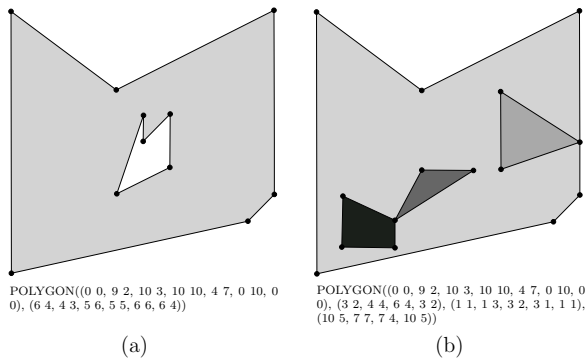 POLYGON((0 0, 9 2, 10 3, 10 10, 4 7, 0 10, 0
0), (6 4, 4 3, 5 6, 5 5, 6 6, 6 4))
(a)
POLYGON((0 0, 9 2, 10 3, 10 10, 4 7, 0 10, 0
0), (3 2, 4 4, 6 4, 3 2), (1 1, 1 3, 3 2, 3 1, 1 1),
(10 5, 7 7, 7 4, 10 5))
(b)